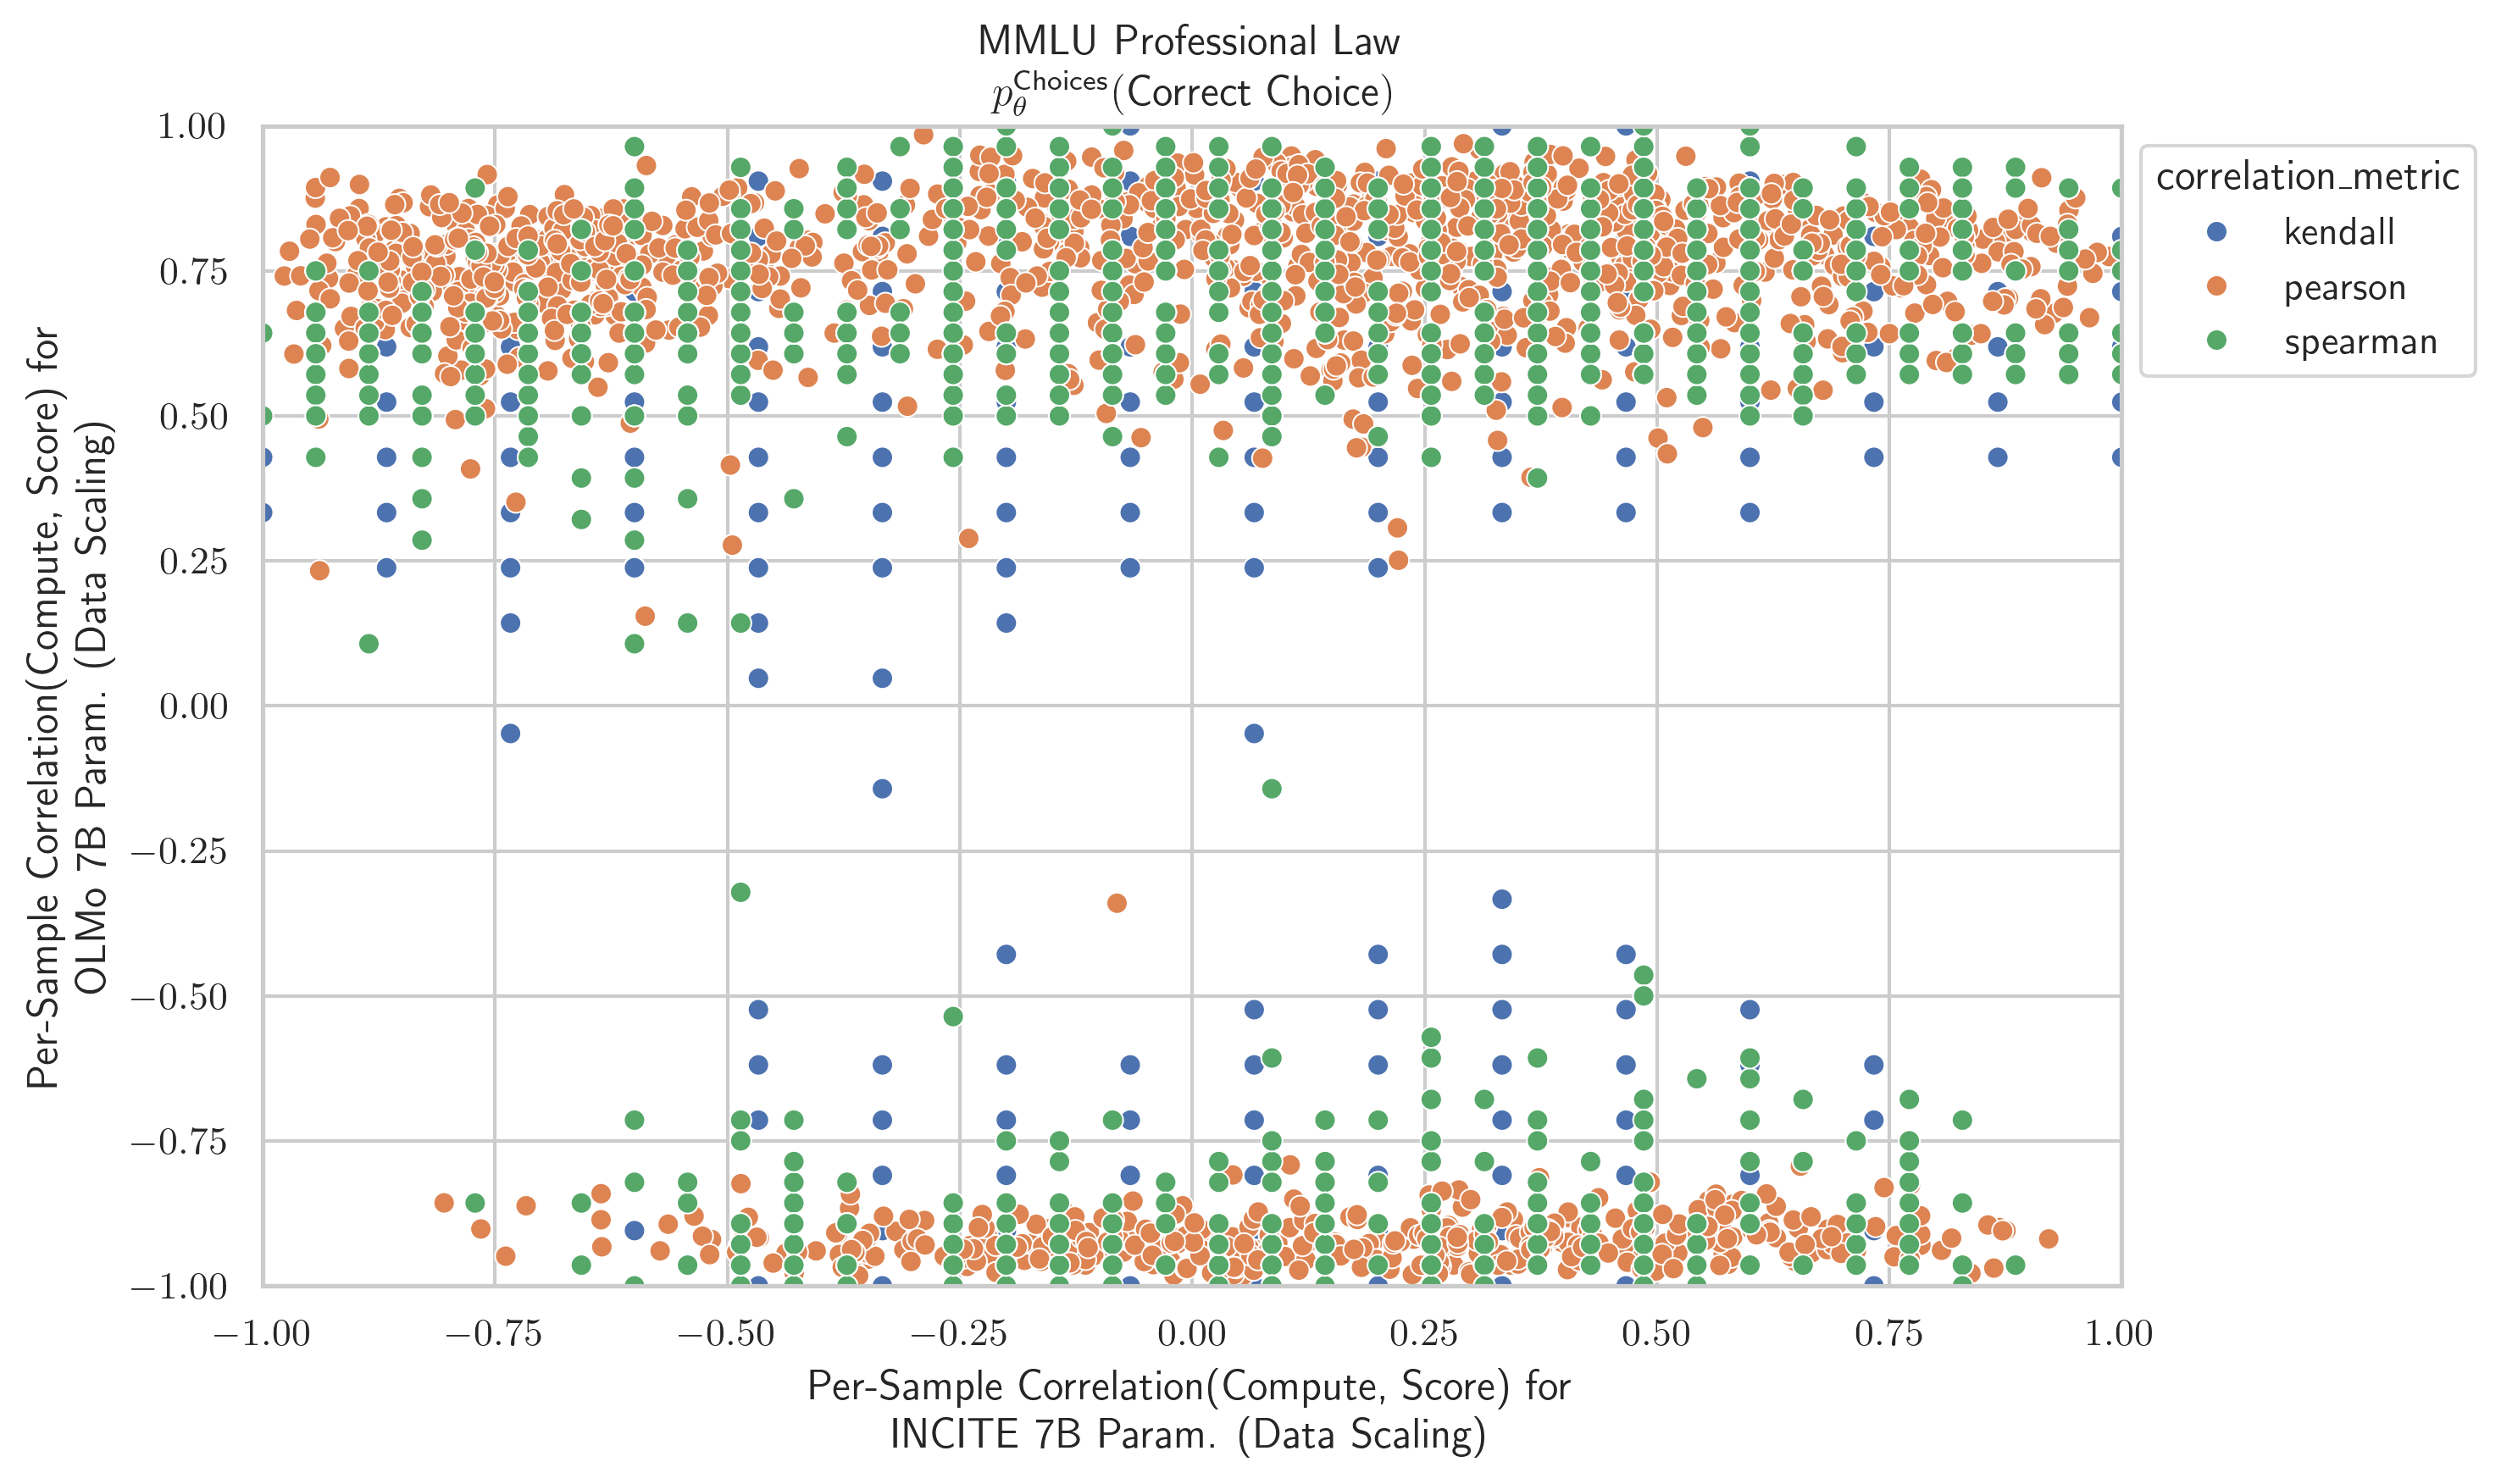 MMLU Professional Law
p_θ^Choices(Correct Choice)
1.00
0.75
0.50
0.25
0.00
−0.25
−0.50
−0.75
−1.00
Per-Sample Correlation(Compute, Score) for
OLMo 7B Param. (Data Scaling)
−1.00 −0.75 −0.50 −0.25 0.00 0.25 0.50 0.75 1.00
Per-Sample Correlation(Compute, Score) for
INCITE 7B Param. (Data Scaling)
correlation_metric
kendall
pearson
spearman